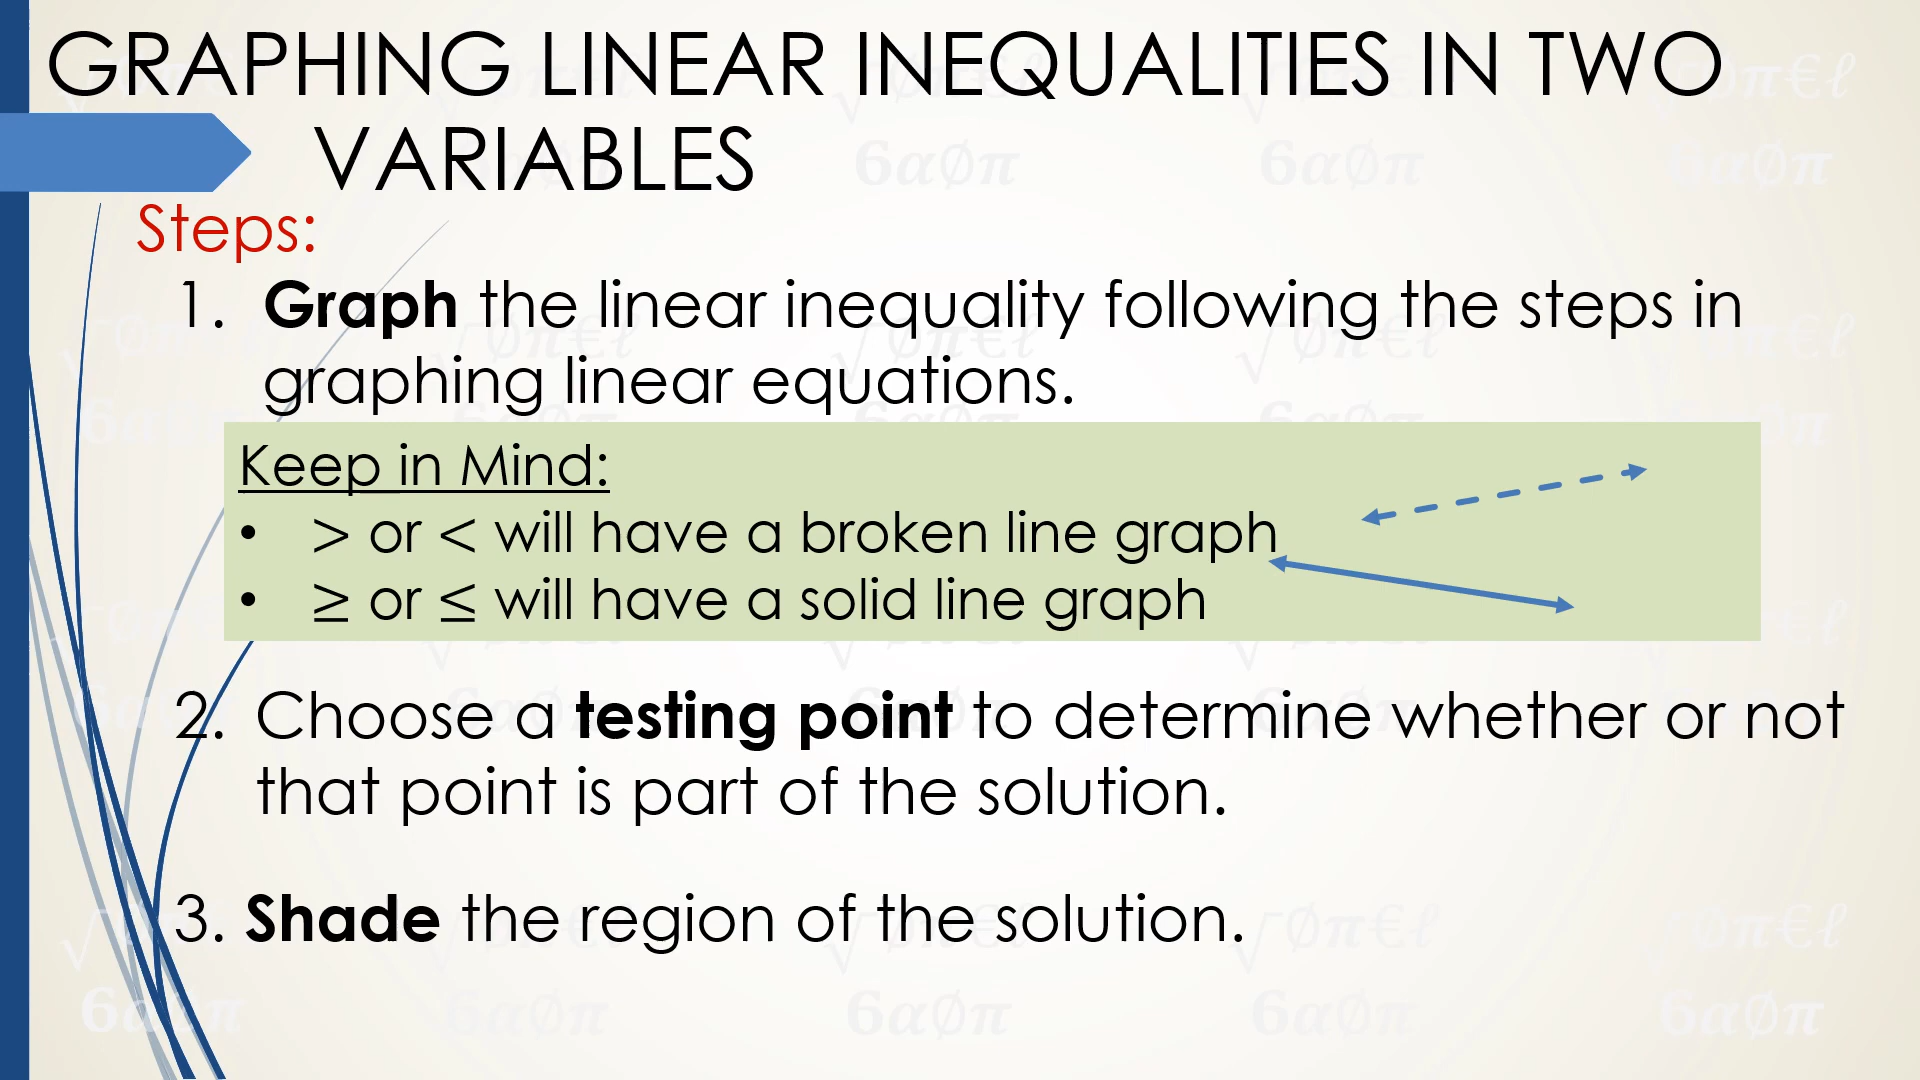 GRAPHING LINEAR INEQUALITIES IN TWO
VARIABLES
Steps:
1. Graph the linear inequality following the steps in
graphing linear equations.
Keep in Mind:
• > or < will have a broken line graph
• ≥ or ≤ will have a solid line graph
2. Choose a testing point to determine whether or not
that point is part of the solution.
3. Shade the region of the solution.